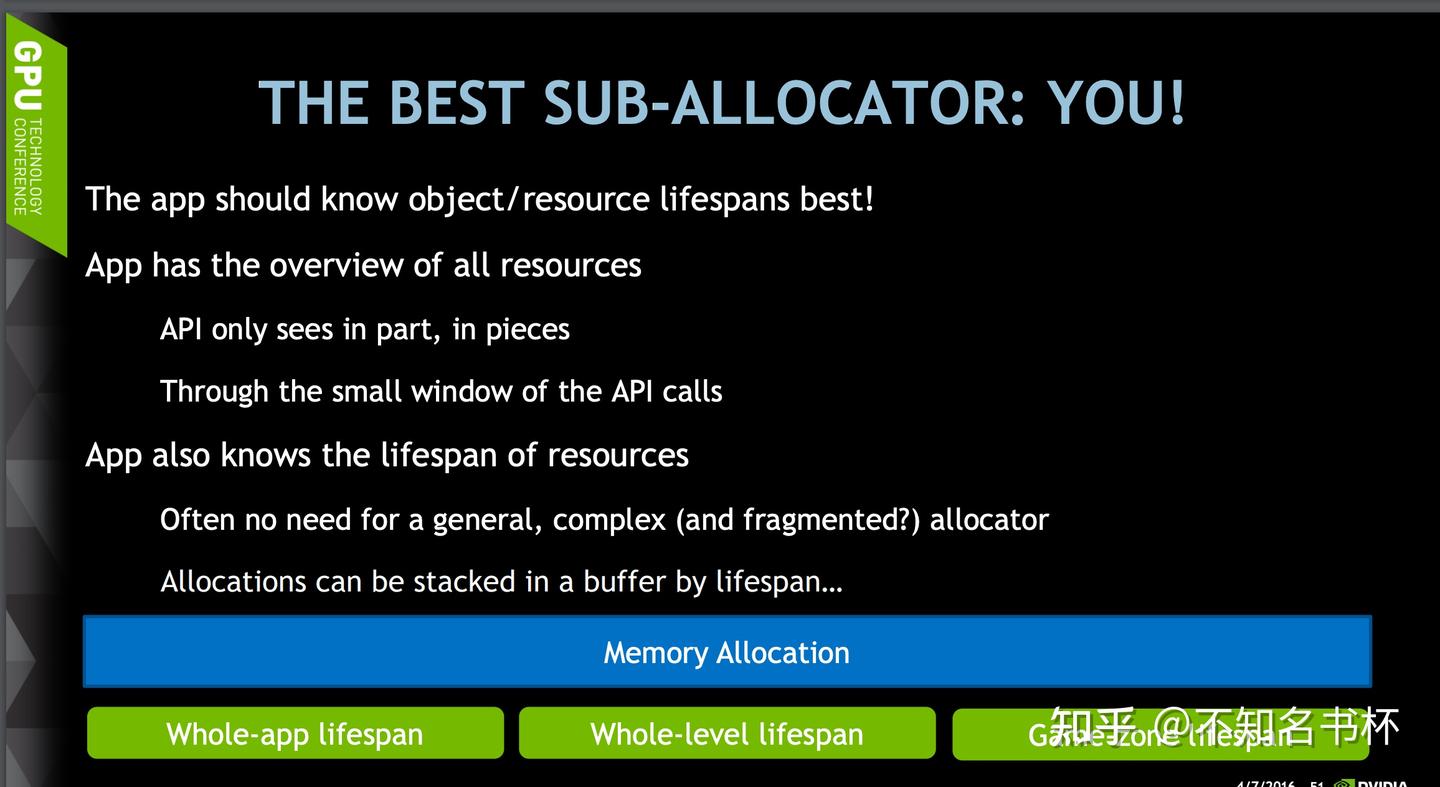 GPU TECHNOLOGY
CONFERENCE
THE BEST SUB-ALLOCATOR: YOU!
The app should know object/resource lifespans best!
App has the overview of all resources
API only sees in part, in pieces
Through the small window of the API calls
App also knows the lifespan of resources
Often no need for a general, complex (and fragmented?) allocator
Allocations can be stacked in a buffer by lifespan…
Memory Allocation
Whole-app lifespan
Whole-level lifespan
Game-zone lifespan
知乎 @不知名书杯
4/7/2016 51 NVIDIA